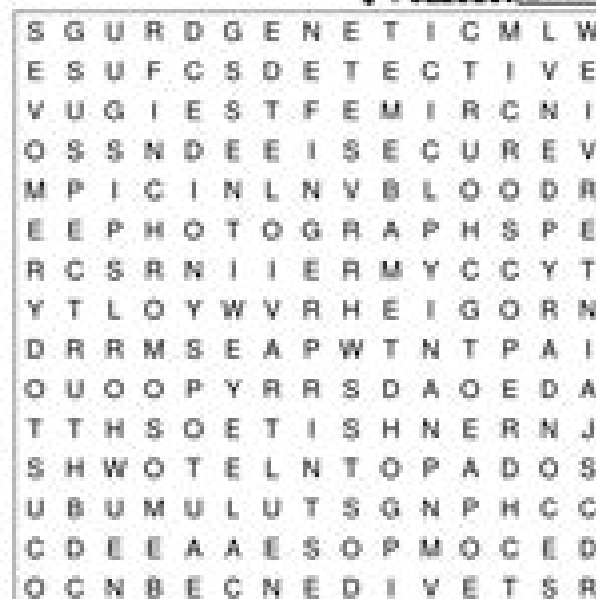 S G U R D G E N E T I C M L W
E S U F C S D E T E C T I V E
V U G I E S T F E M I R C N I
O S S N D E E I S E C U R E V
M P I C I N L N V B L O O D R
E E P H O T O G R A P H S P E
R C S R N I I E R M Y C C Y T
Y T L O Y W V R H E I G O R N
D R R M S E A P W T N T P A I
O U O O P Y R R S D A O E D A
T T H S O E T I S H N E R N J
S H W O T E L N T O P A D O S
U B U M U L U T S G N P H C C
C D E E A A E S O P M O C E D
O C N B E C N E D I V E T S R